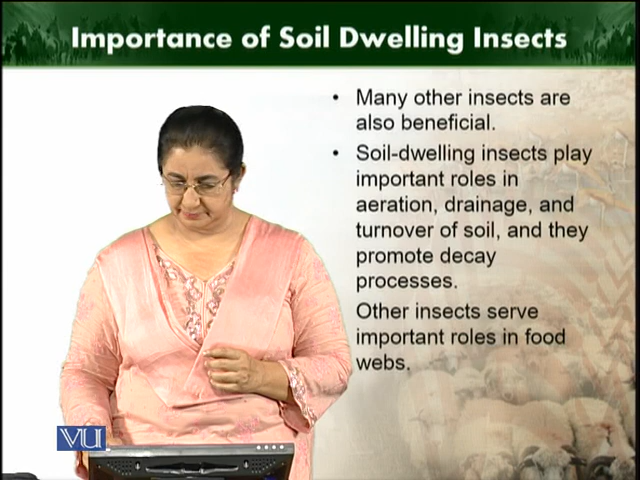 Importance of Soil Dwelling Insects
• Many other insects are
also beneficial.
• Soil-dwelling insects play
important roles in
aeration, drainage, and
turnover of soil, and they
promote decay
processes.
Other insects serve
important roles in food
webs.
VU